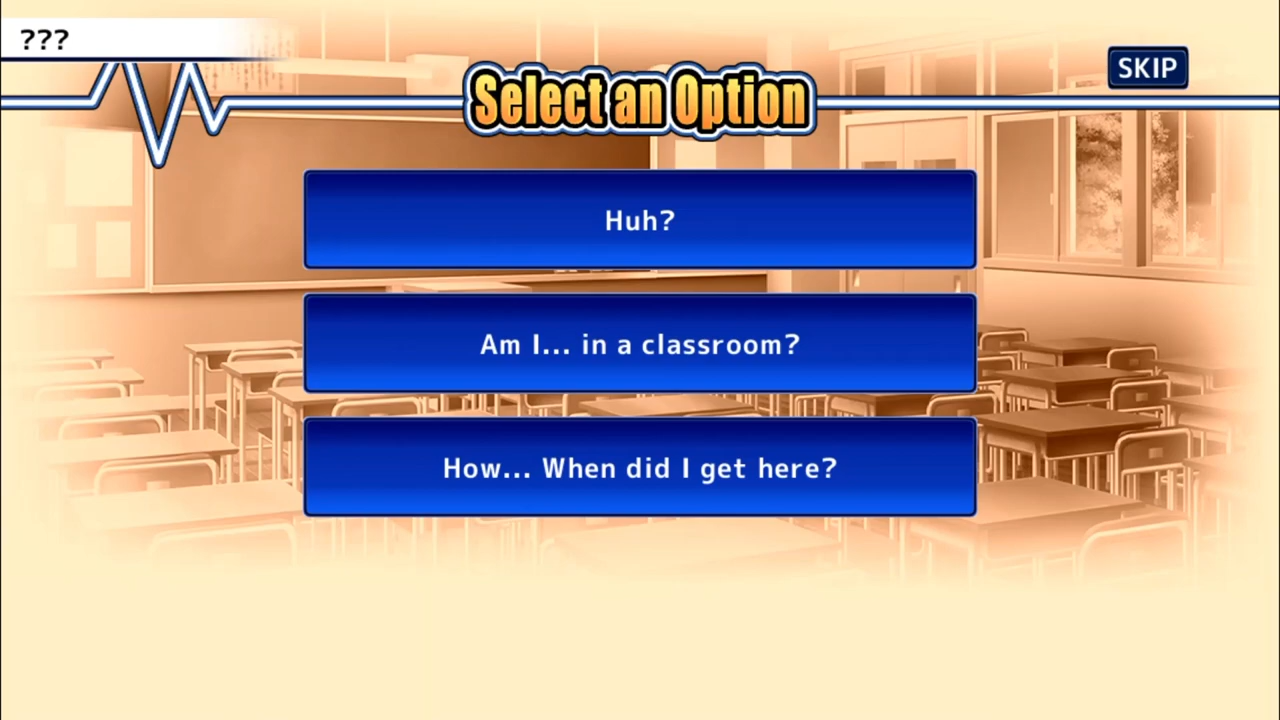 ???
SKIP
Select an Option
Huh?
Am I... in a classroom?
How... When did I get here?